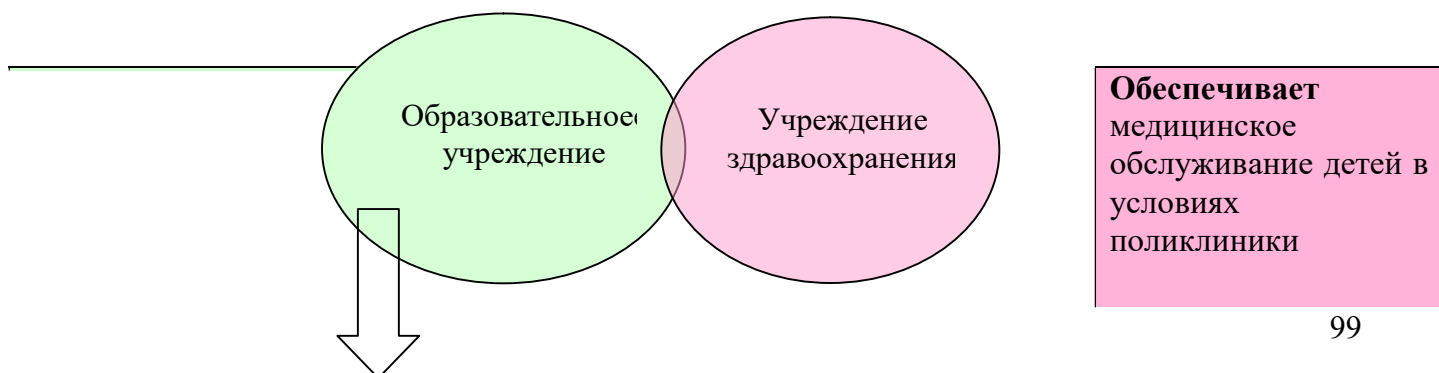 Образовательное
учреждение
Учреждение
здравоохранения
Обеспечивает
медицинское
обслуживание детей в
условиях
поликлиники
99